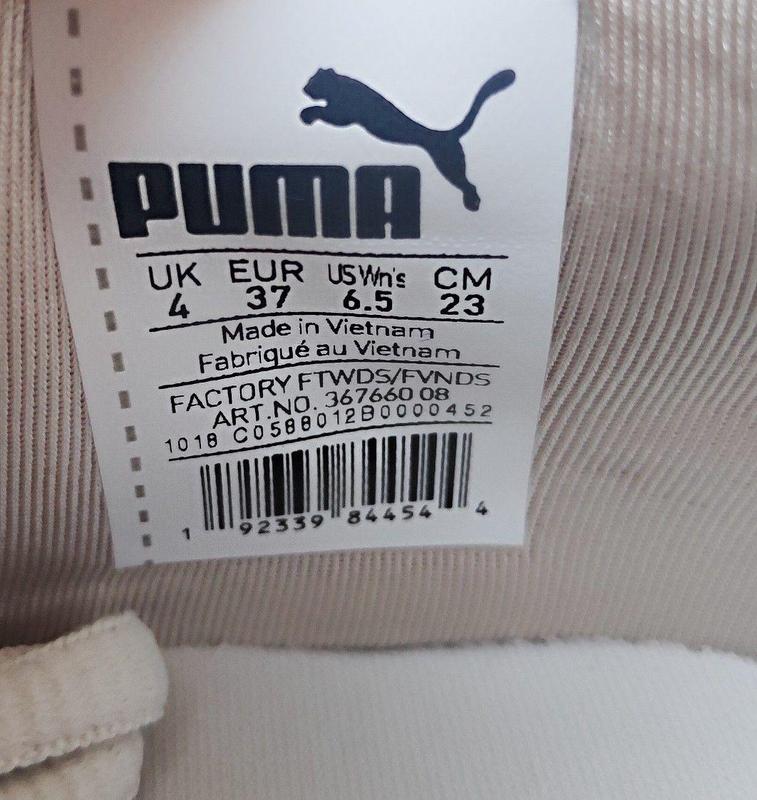 PUMA
UK EUR US Wn's CM
4 37 6.5 23
Made in Vietnam
Fabriqué au Vietnam
FACTORY FTWDS/FVNDS
ART.NO. 367660 08
1018 C0588012B0000452
1 92339 84454 4